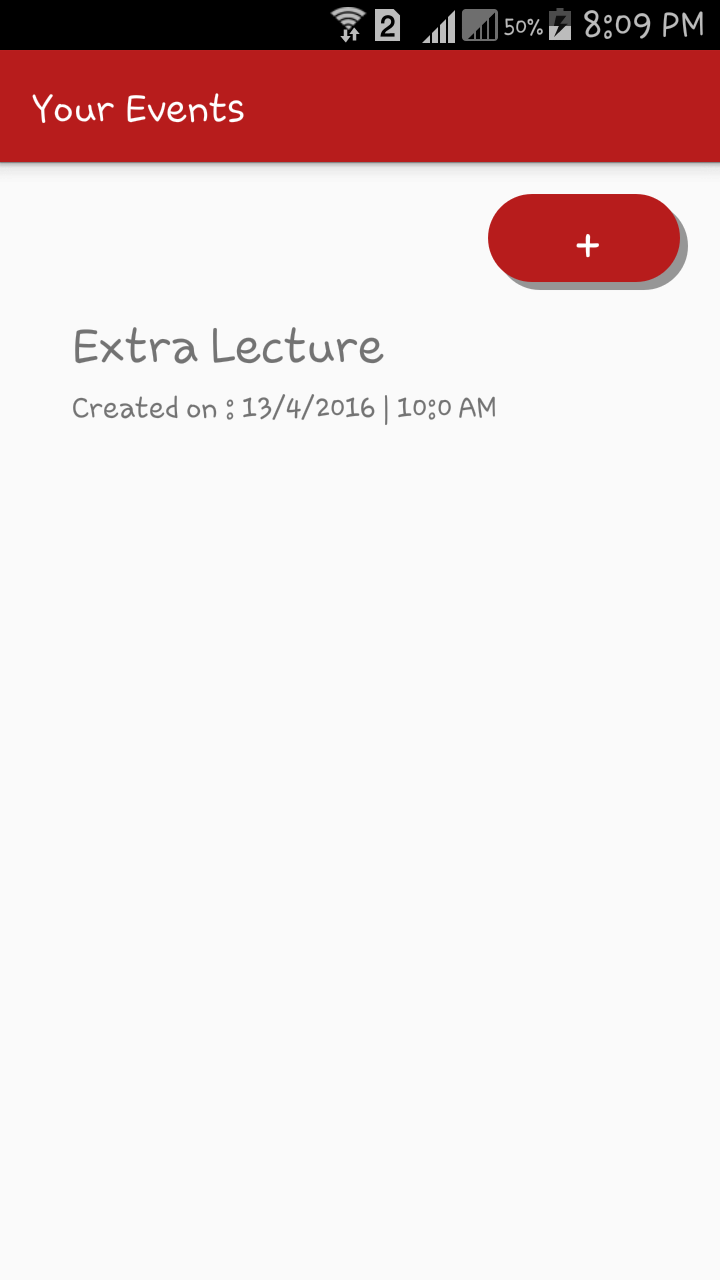 2 50% 8:09 PM
Your Events
+
Extra Lecture
Created on : 13/4/2016 | 10:0 AM